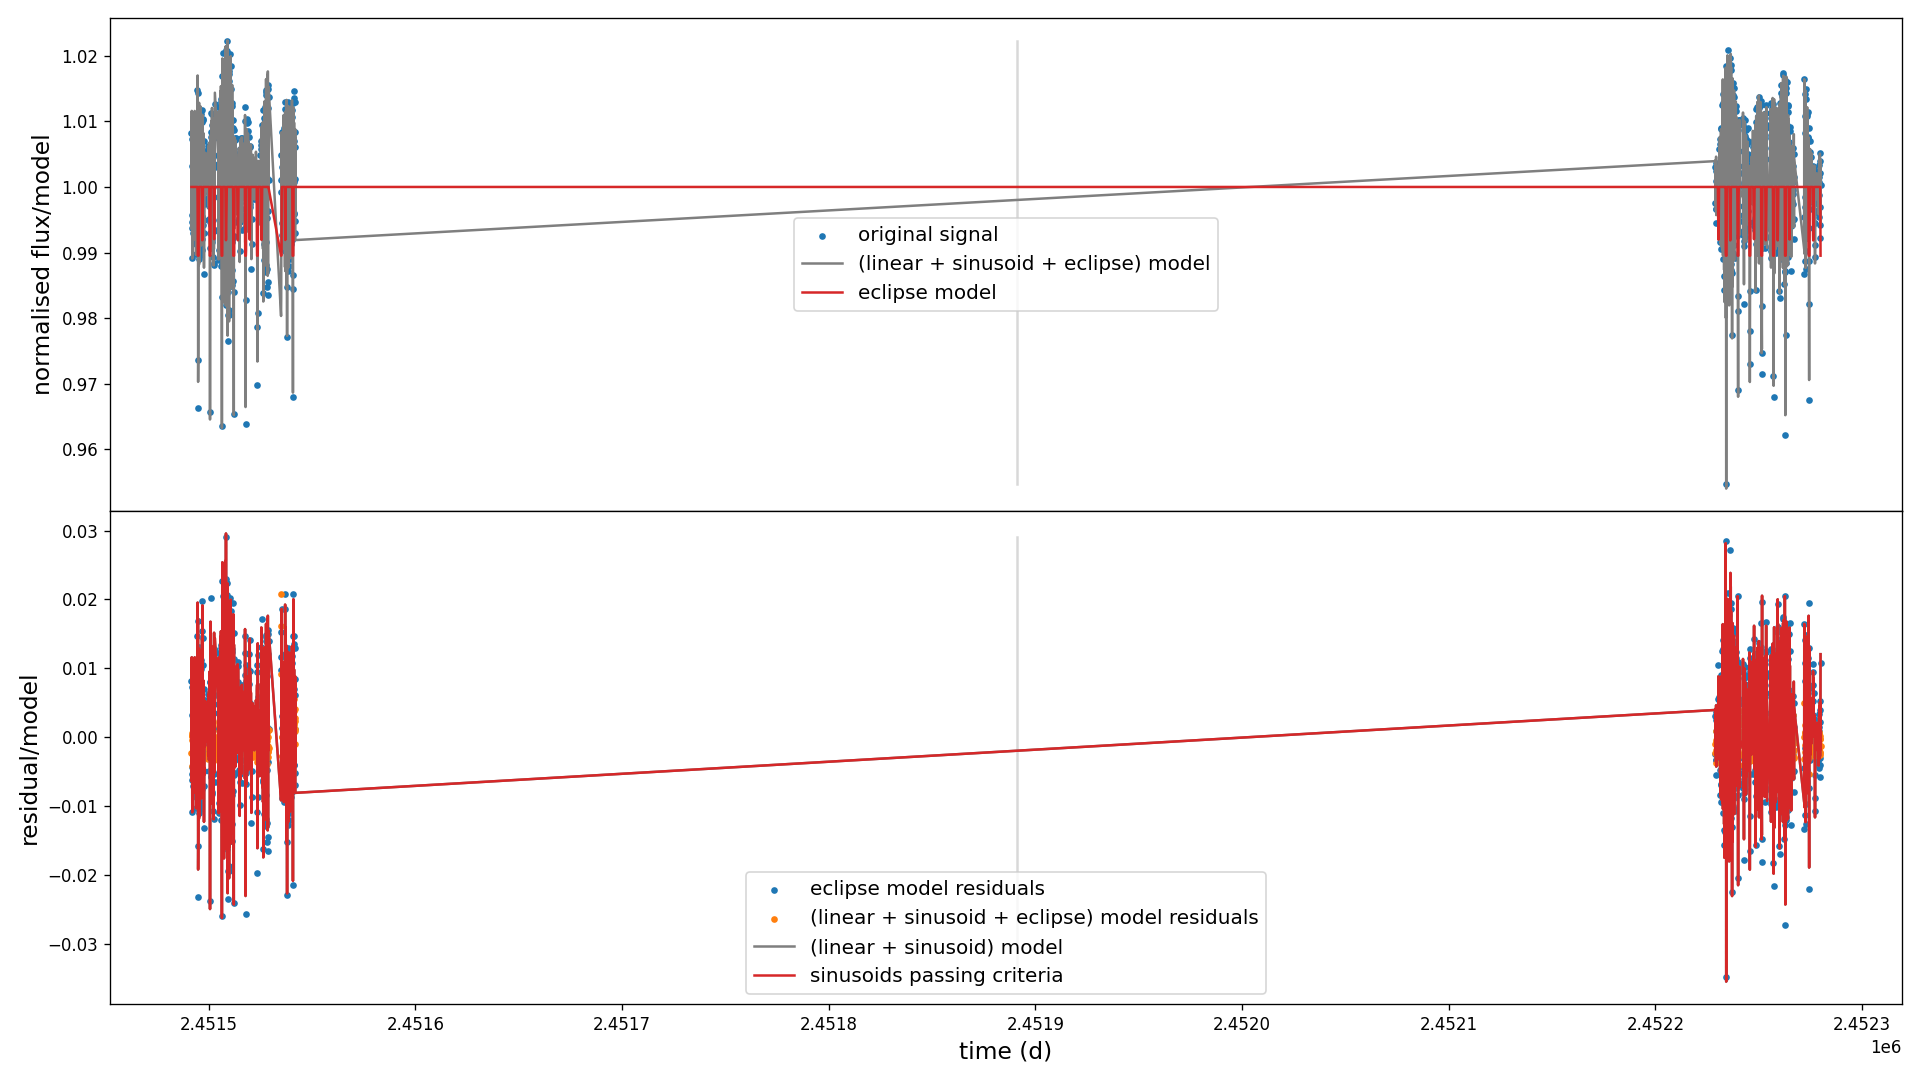 1.02
1.01
1.00
0.99
0.98
0.97
0.96
normalised flux/model
original signal
(linear + sinusoid + eclipse) model
eclipse model
0.03
0.02
0.01
0.00
−0.01
−0.02
−0.03
residual/model
eclipse model residuals
(linear + sinusoid + eclipse) model residuals
(linear + sinusoid) model
sinusoids passing criteria
2.4515 2.4516 2.4517 2.4518 2.4519 2.4520 2.4521 2.4522 2.4523
1e6
time (d)